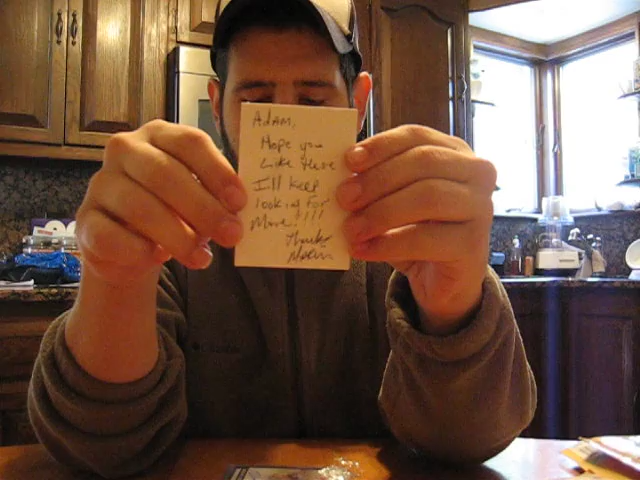 Adam,
Hope you
Like these
I'll keep
looking for
More.!!!!
Thanks